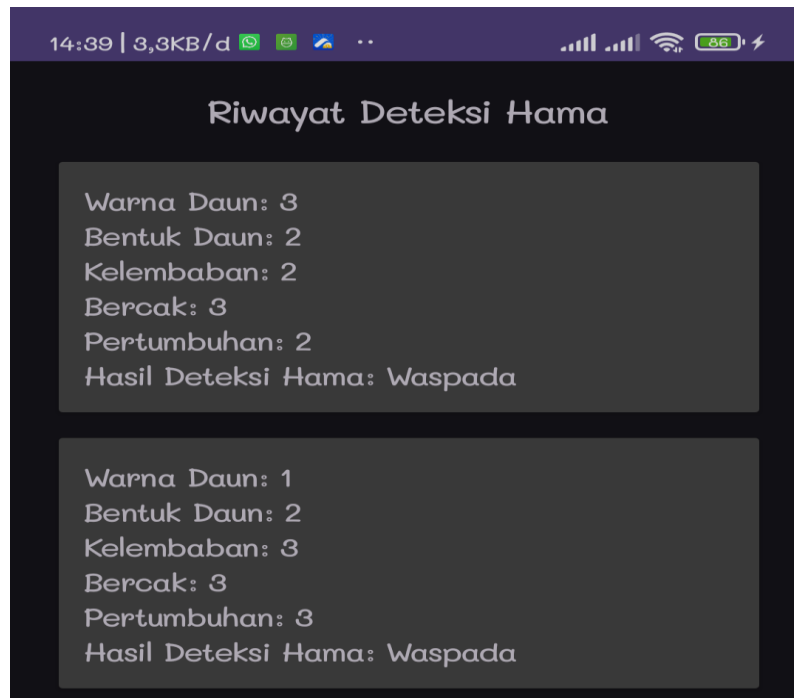 14:39 | 3,3KB/d
86
Riwayat Deteksi Hama
Warna Daun: 3
Bentuk Daun: 2
Kelembaban: 2
Bercak: 3
Pertumbuhan: 2
Hasil Deteksi Hama: Waspada
Warna Daun: 1
Bentuk Daun: 2
Kelembaban: 3
Bercak: 3
Pertumbuhan: 3
Hasil Deteksi Hama: Waspada